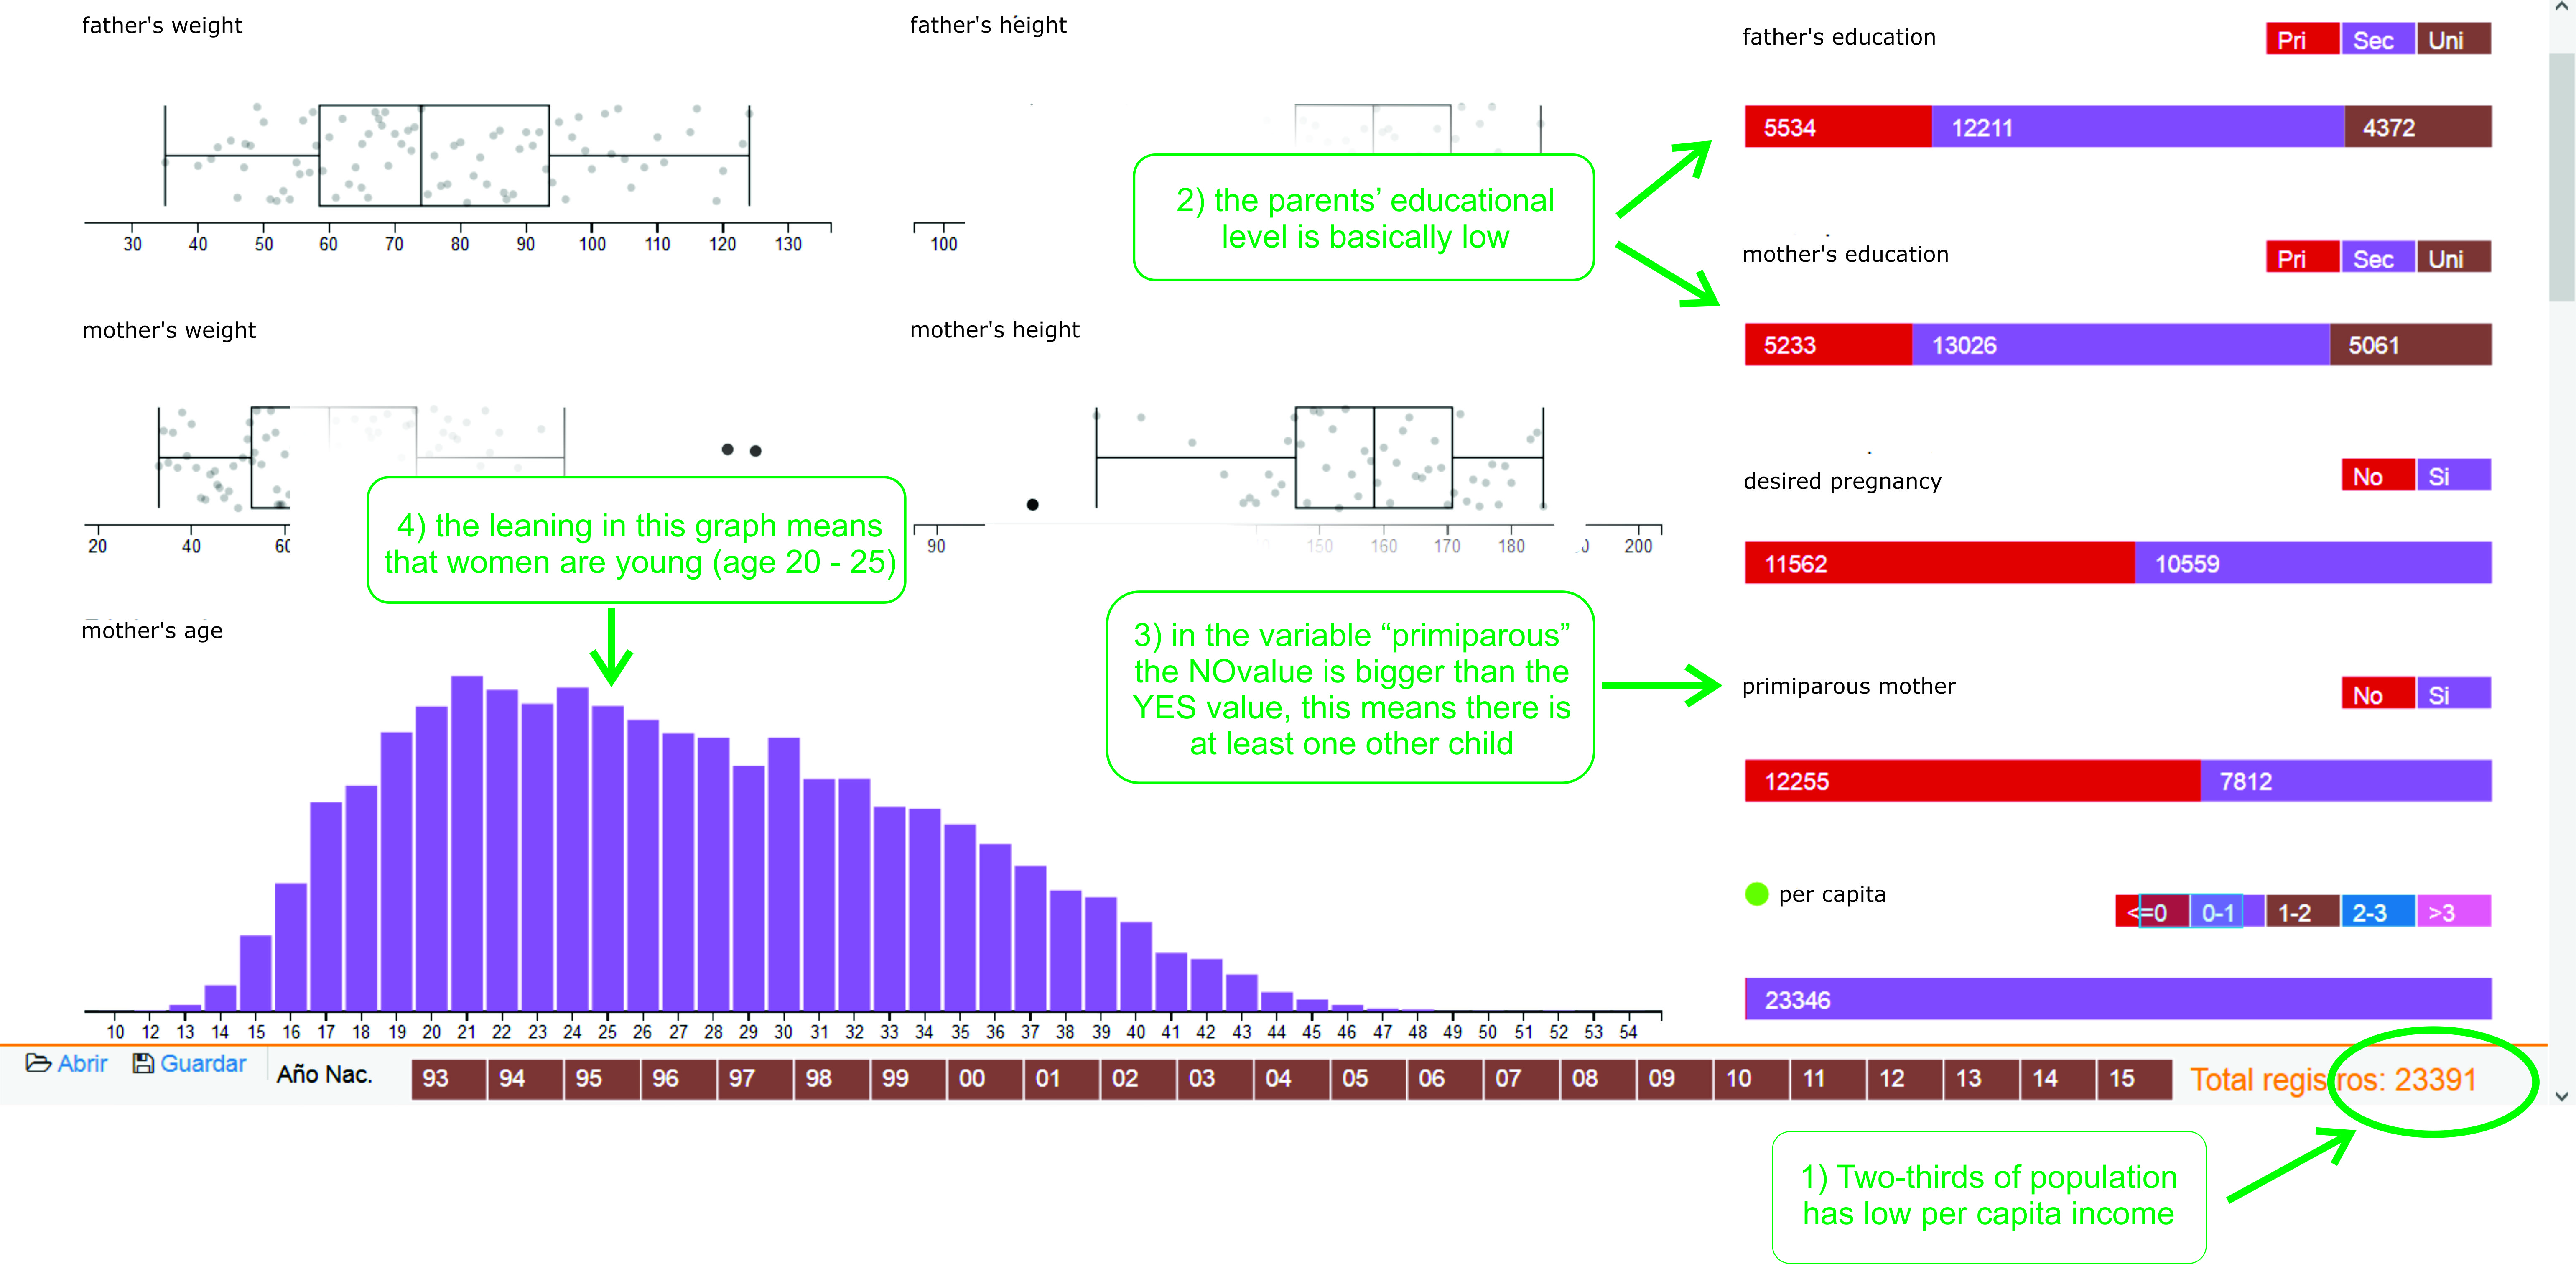 father's weight
30 40 50 60 70 80 90 100 110 120 130
father's height
100
2) the parents’ educational
level is basically low
father's education
Pri Sec Uni
5534 12211 4372
mother's education
Pri Sec Uni
5233 13026 5061
mother's weight
20 40 60
4) the leaning in this graph means
that women are young (age 20 - 25)
mother's height
90 150 160 170 180 200
desired pregnancy
No Si
11562 10559
3) in the variable “primiparous”
the NOvalue is bigger than the
YES value, this means there is
at least one other child
primiparous mother
No Si
12255 7812
mother's age
10 12 13 14 15 16 17 18 19 20 21 22 23 24 25 26 27 28 29 30 31 32 33 34 35 36 37 38 39 40 41 42 43 44 45 46 47 48 49 50 51 52 53 54
per capita
<=0 0-1 1-2 2-3 >3
23346
Abrir Guardar Año Nac. 93 94 95 96 97 98 99 00 01 02 03 04 05 06 07 08 09 10 11 12 13 14 15 Total registros: 23391
1) Two-thirds of population
has low per capita income